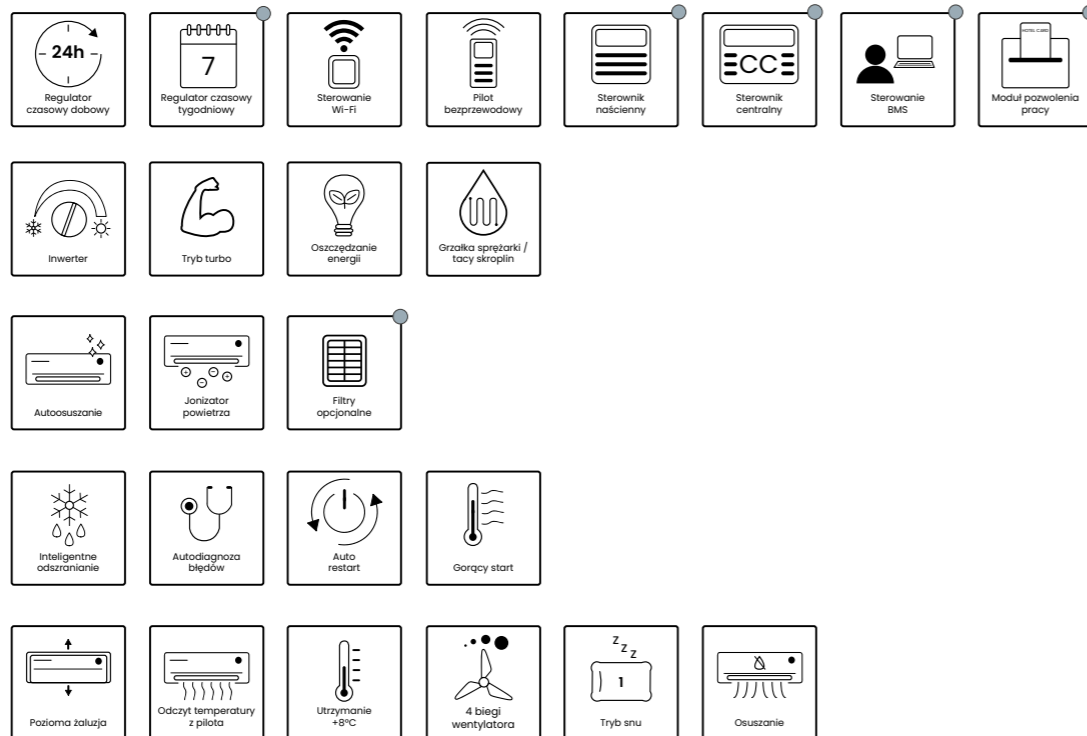 24h
Regulator
czasowy dobowy
7
Regulator czasowy
tygodniowy
Sterowanie
Wi-Fi
Pilot
bezprzewodowy
Sterownik
naścienny
CC
Sterownik
centralny
Sterowanie
BMS
HOTEL CARD
Moduł pozwolenia
pracy
Inwerter
Tryb turbo
Oszczędzanie
energii
Grzałka sprężarki /
tacy skroplin
Autoosuszanie
Jonizator
powietrza
Filtry
opcjonalne
Inteligentne
odszranianie
Autodiagnoza
błędów
Auto
restart
Gorący start
Pozioma żaluzja
Odczyt temperatury
z pilota
Utrzymanie
+8°C
4 biegi
wentylatora
Z
Z
Z
1
Tryb snu
Osuszanie